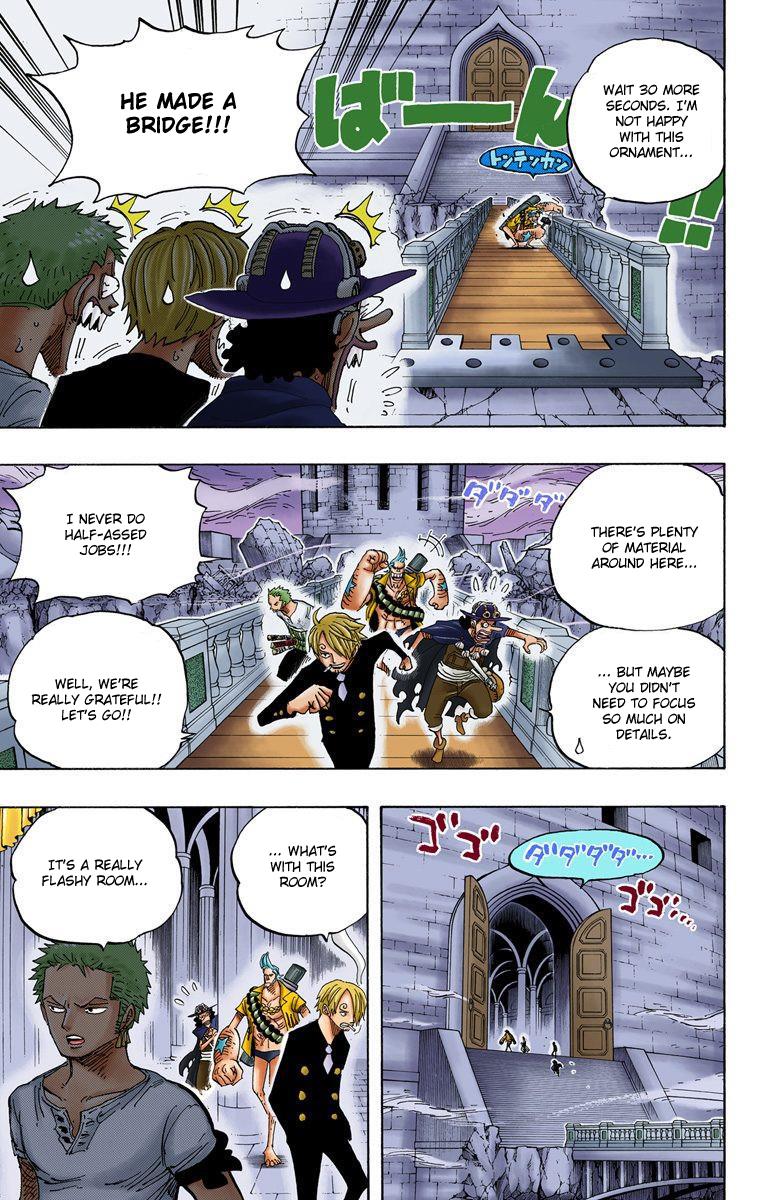 WAIT 30 MORE
SECONDS. I'M
NOT HAPPY
WITH THIS
ORNAMENT...
ばーん!!
トンテンカン
HE MADE A
BRIDGE!!!
ダダダダ
THERE'S PLENTY
OF MATERIAL
AROUND HERE...
... BUT MAYBE
YOU DIDN'T
NEED TO FOCUS
SO MUCH ON
DETAILS.
I NEVER DO
HALF-ASSED
JOBS!!!
WELL, WE'RE
REALLY GRATEFUL!!
LET'S GO!!
ダダダダ...
ゴゴ
ゴゴ...
... WHAT'S
WITH THIS
ROOM?
IT'S A REALLY
FLASHY ROOM...